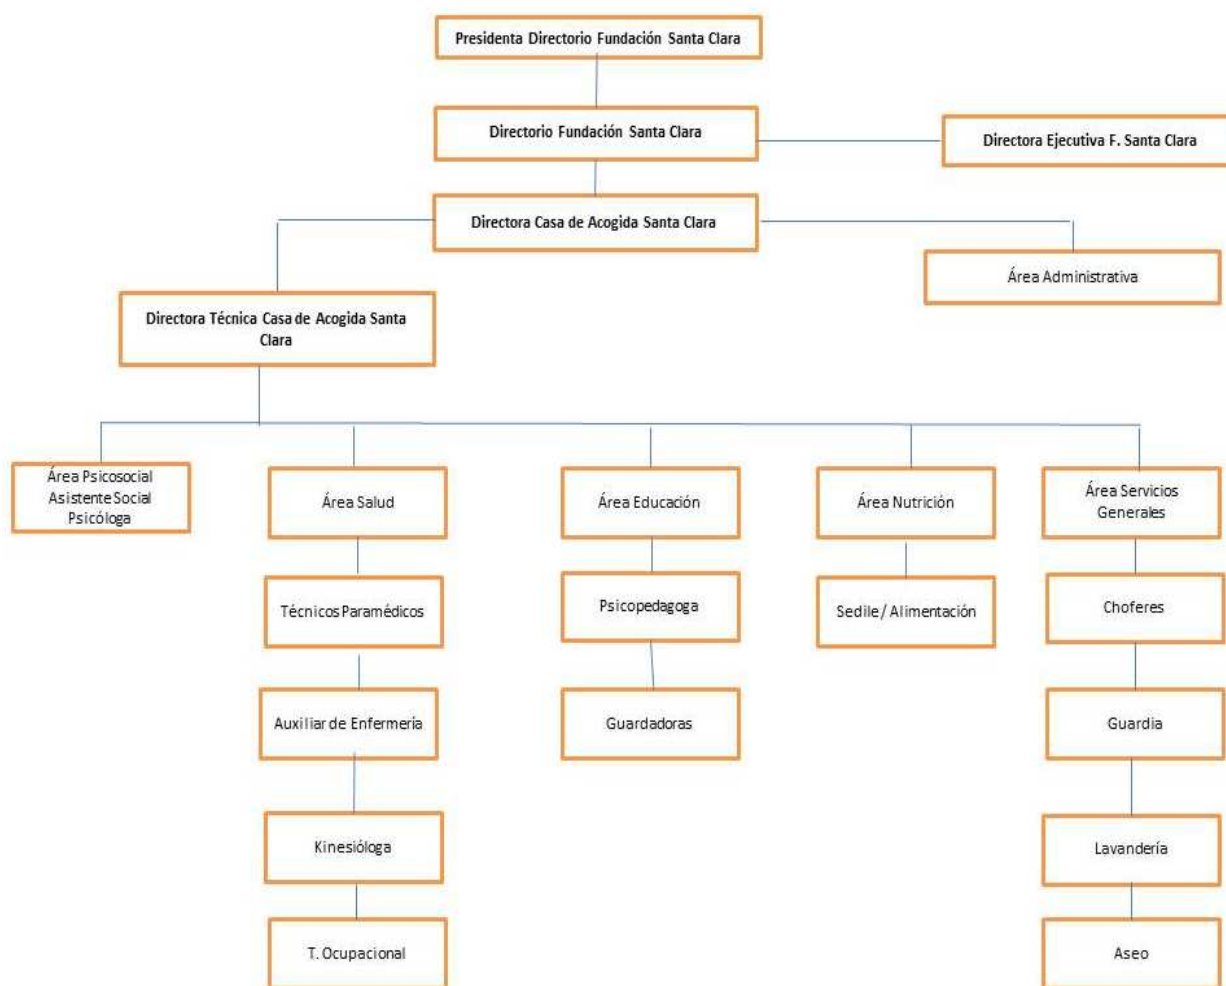 Presidenta Directorio Fundación Santa Clara
Directorio Fundación Santa Clara
Directora Ejecutiva F. Santa Clara
Directora Casa de Acogida Santa Clara
Área Administrativa
Directora Técnica Casa de Acogida Santa
Clara
Área Psicosocial
Asistente Social
Psicóloga
Área Salud
Área Educación
Área Nutrición
Área Servicios
Generales
Técnicos Paramédicos
Psicopedagoga
Sedile / Alimentación
Choferes
Auxiliar de Enfermería
Guardadoras
Guardia
Kinesióloga
Lavandería
T. Ocupacional
Aseo